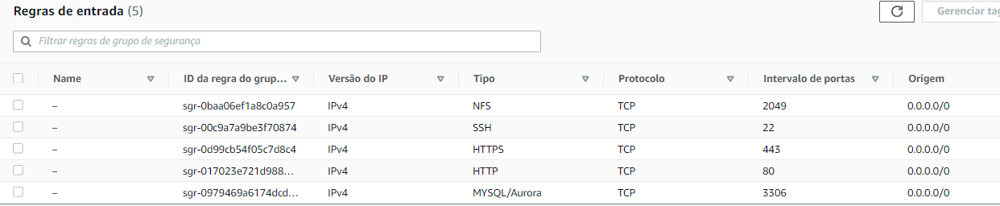 Regras de entrada (5)
Gerenciar tag
Filtrar regras de grupo de segurança
Name ID da regra do grup... Versão do IP Tipo Protocolo Intervalo de portas Origem
– sgr-0baa06ef1a8c0a957 IPv4 NFS TCP 2049 0.0.0.0/0
– sgr-00c9a7a9be3f70874 IPv4 SSH TCP 22 0.0.0.0/0
– sgr-0d99cb54f05c7d8c4 IPv4 HTTPS TCP 443 0.0.0.0/0
– sgr-017023e721d988... IPv4 HTTP TCP 80 0.0.0.0/0
– sgr-0979469a6174dcd... IPv4 MYSQL/Aurora TCP 3306 0.0.0.0/0